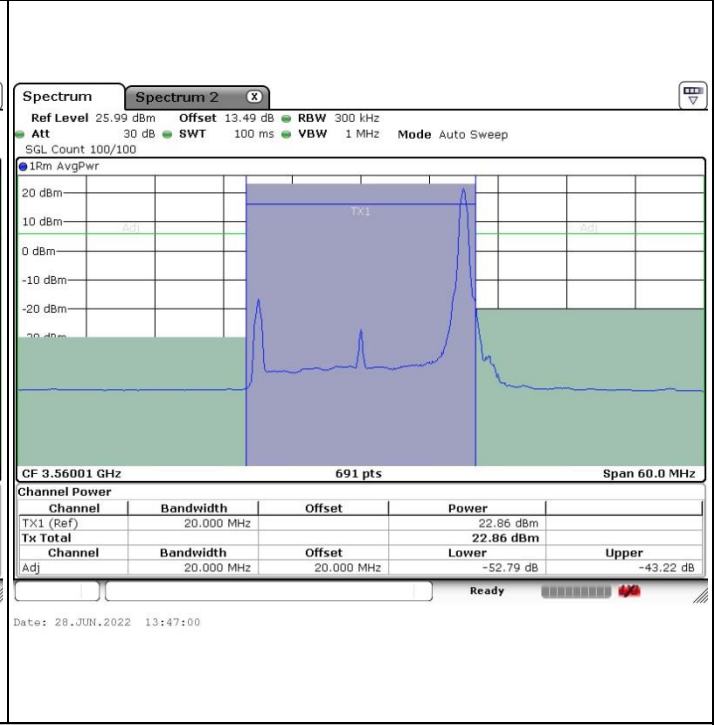 Spectrum Spectrum 2 X
Ref Level 25.99 dBm Offset 13.49 dB RBW 300 kHz
Att 30 dB SWT 100 ms VBW 1 MHz Mode Auto Sweep
SGL Count 100/100
1Rm AvgPwr
20 dBm
TX1
10 dBm
Adj Adj
0 dBm
-10 dBm
-20 dBm
-30 dBm
CF 3.56001 GHz 691 pts Span 60.0 MHz
Channel Power
Channel Bandwidth Offset Power
TX1 (Ref) 20.000 MHz 22.86 dBm
Tx Total 22.86 dBm
Channel Bandwidth Offset Lower Upper
Adj 20.000 MHz 20.000 MHz -52.79 dB -43.22 dB
Ready
Date: 28.JUN.2022 13:47:00